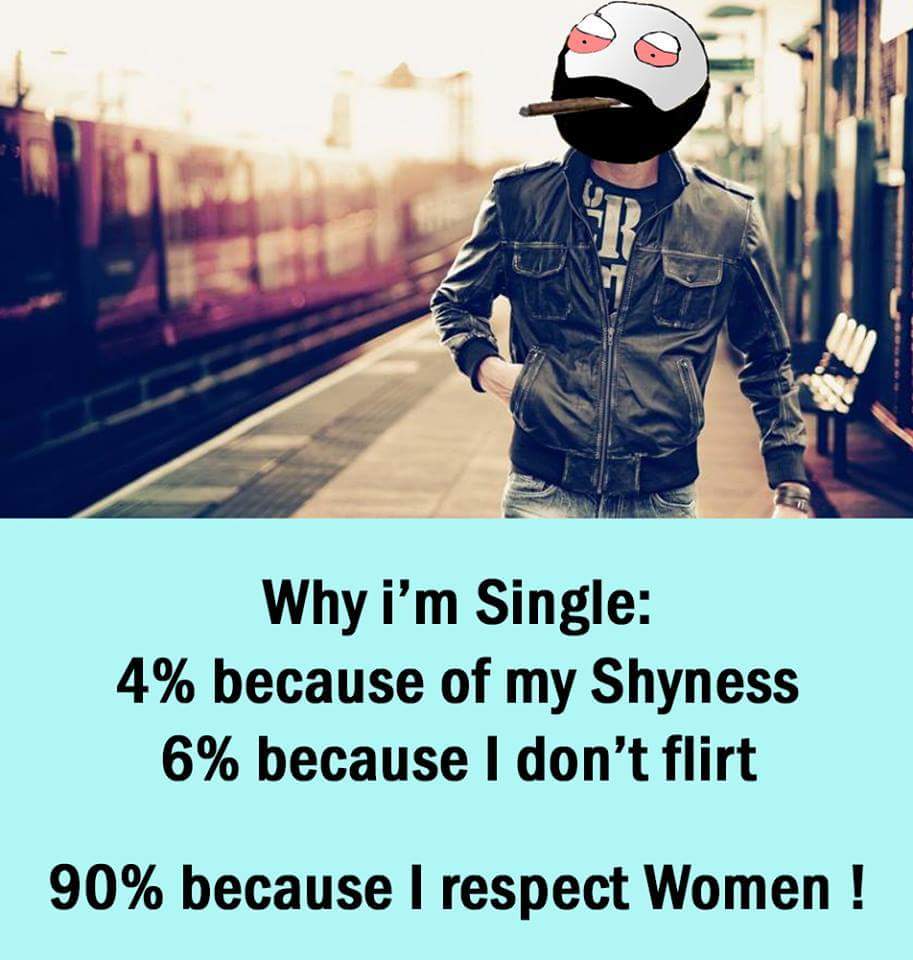 Why i’m Single:
4% because of my Shyness
6% because I don’t flirt
90% because I respect Women !